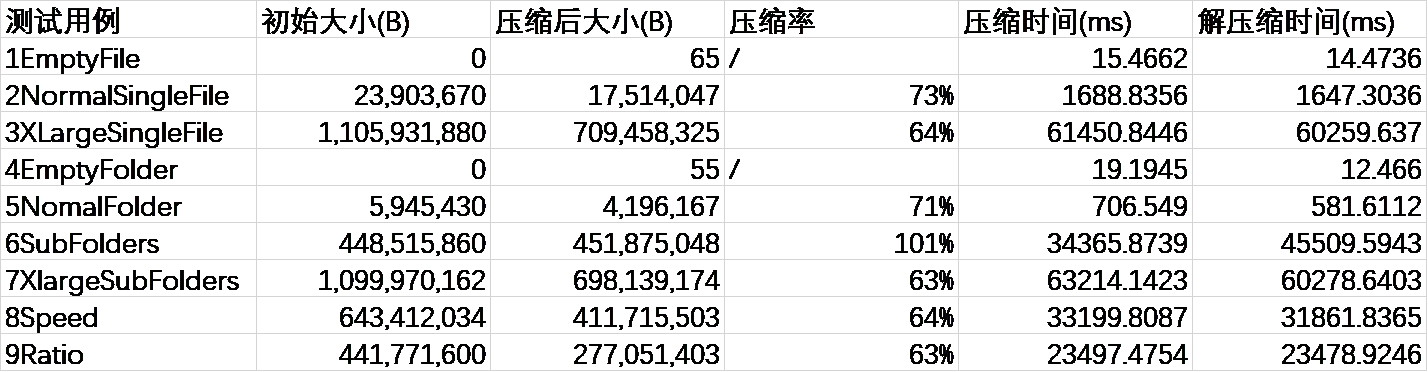 测试用例 初始大小(B) 压缩后大小(B) 压缩率 压缩时间(ms) 解压缩时间(ms)
1EmptyFile 0 65 / 15.4662 14.4736
2NormalSingleFile 23,903,670 17,514,047 73% 1688.8356 1647.3036
3XLargeSingleFile 1,105,931,880 709,458,325 64% 61450.8446 60259.637
4EmptyFolder 0 55 / 19.1945 12.466
5NomalFolder 5,945,430 4,196,167 71% 706.549 581.6112
6SubFolders 448,515,860 451,875,048 101% 34365.8739 45509.5943
7XlargeSubFolders 1,099,970,162 698,139,174 63% 63214.1423 60278.6403
8Speed 643,412,034 411,715,503 64% 33199.8087 31861.8365
9Ratio 441,771,600 277,051,403 63% 23497.4754 23478.9246